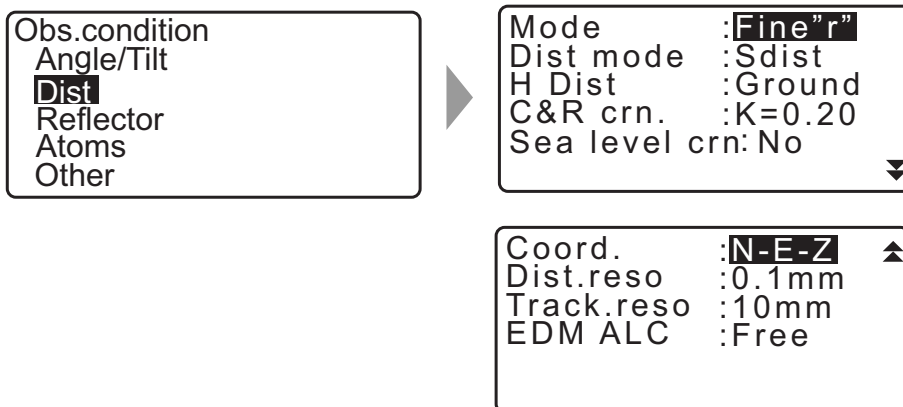 Obs.condition
Angle/Tilt
Dist
Reflector
Atoms
Other
Mode :Fine”r”
Dist mode :Sdist
H Dist :Ground
C&R crn. :K=0.20
Sea level crn: No
Coord. :N-E-Z
Dist.reso :0.1mm
Track.reso :10mm
EDM ALC :Free